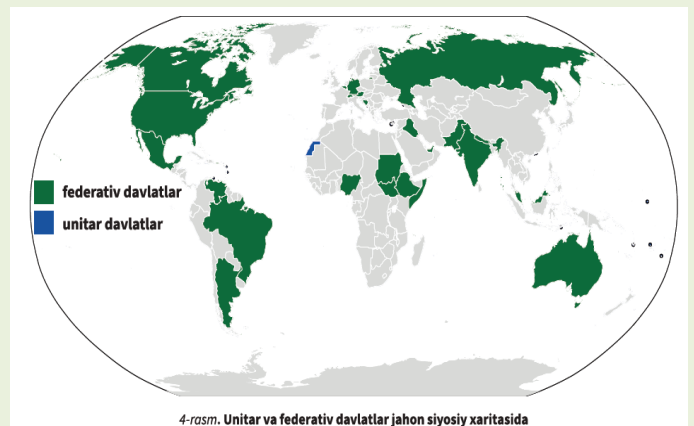 federativ davlatlar
unitar davlatlar
4-rasm. Unitar va federativ davlatlar jahon siyosiy xaritasida